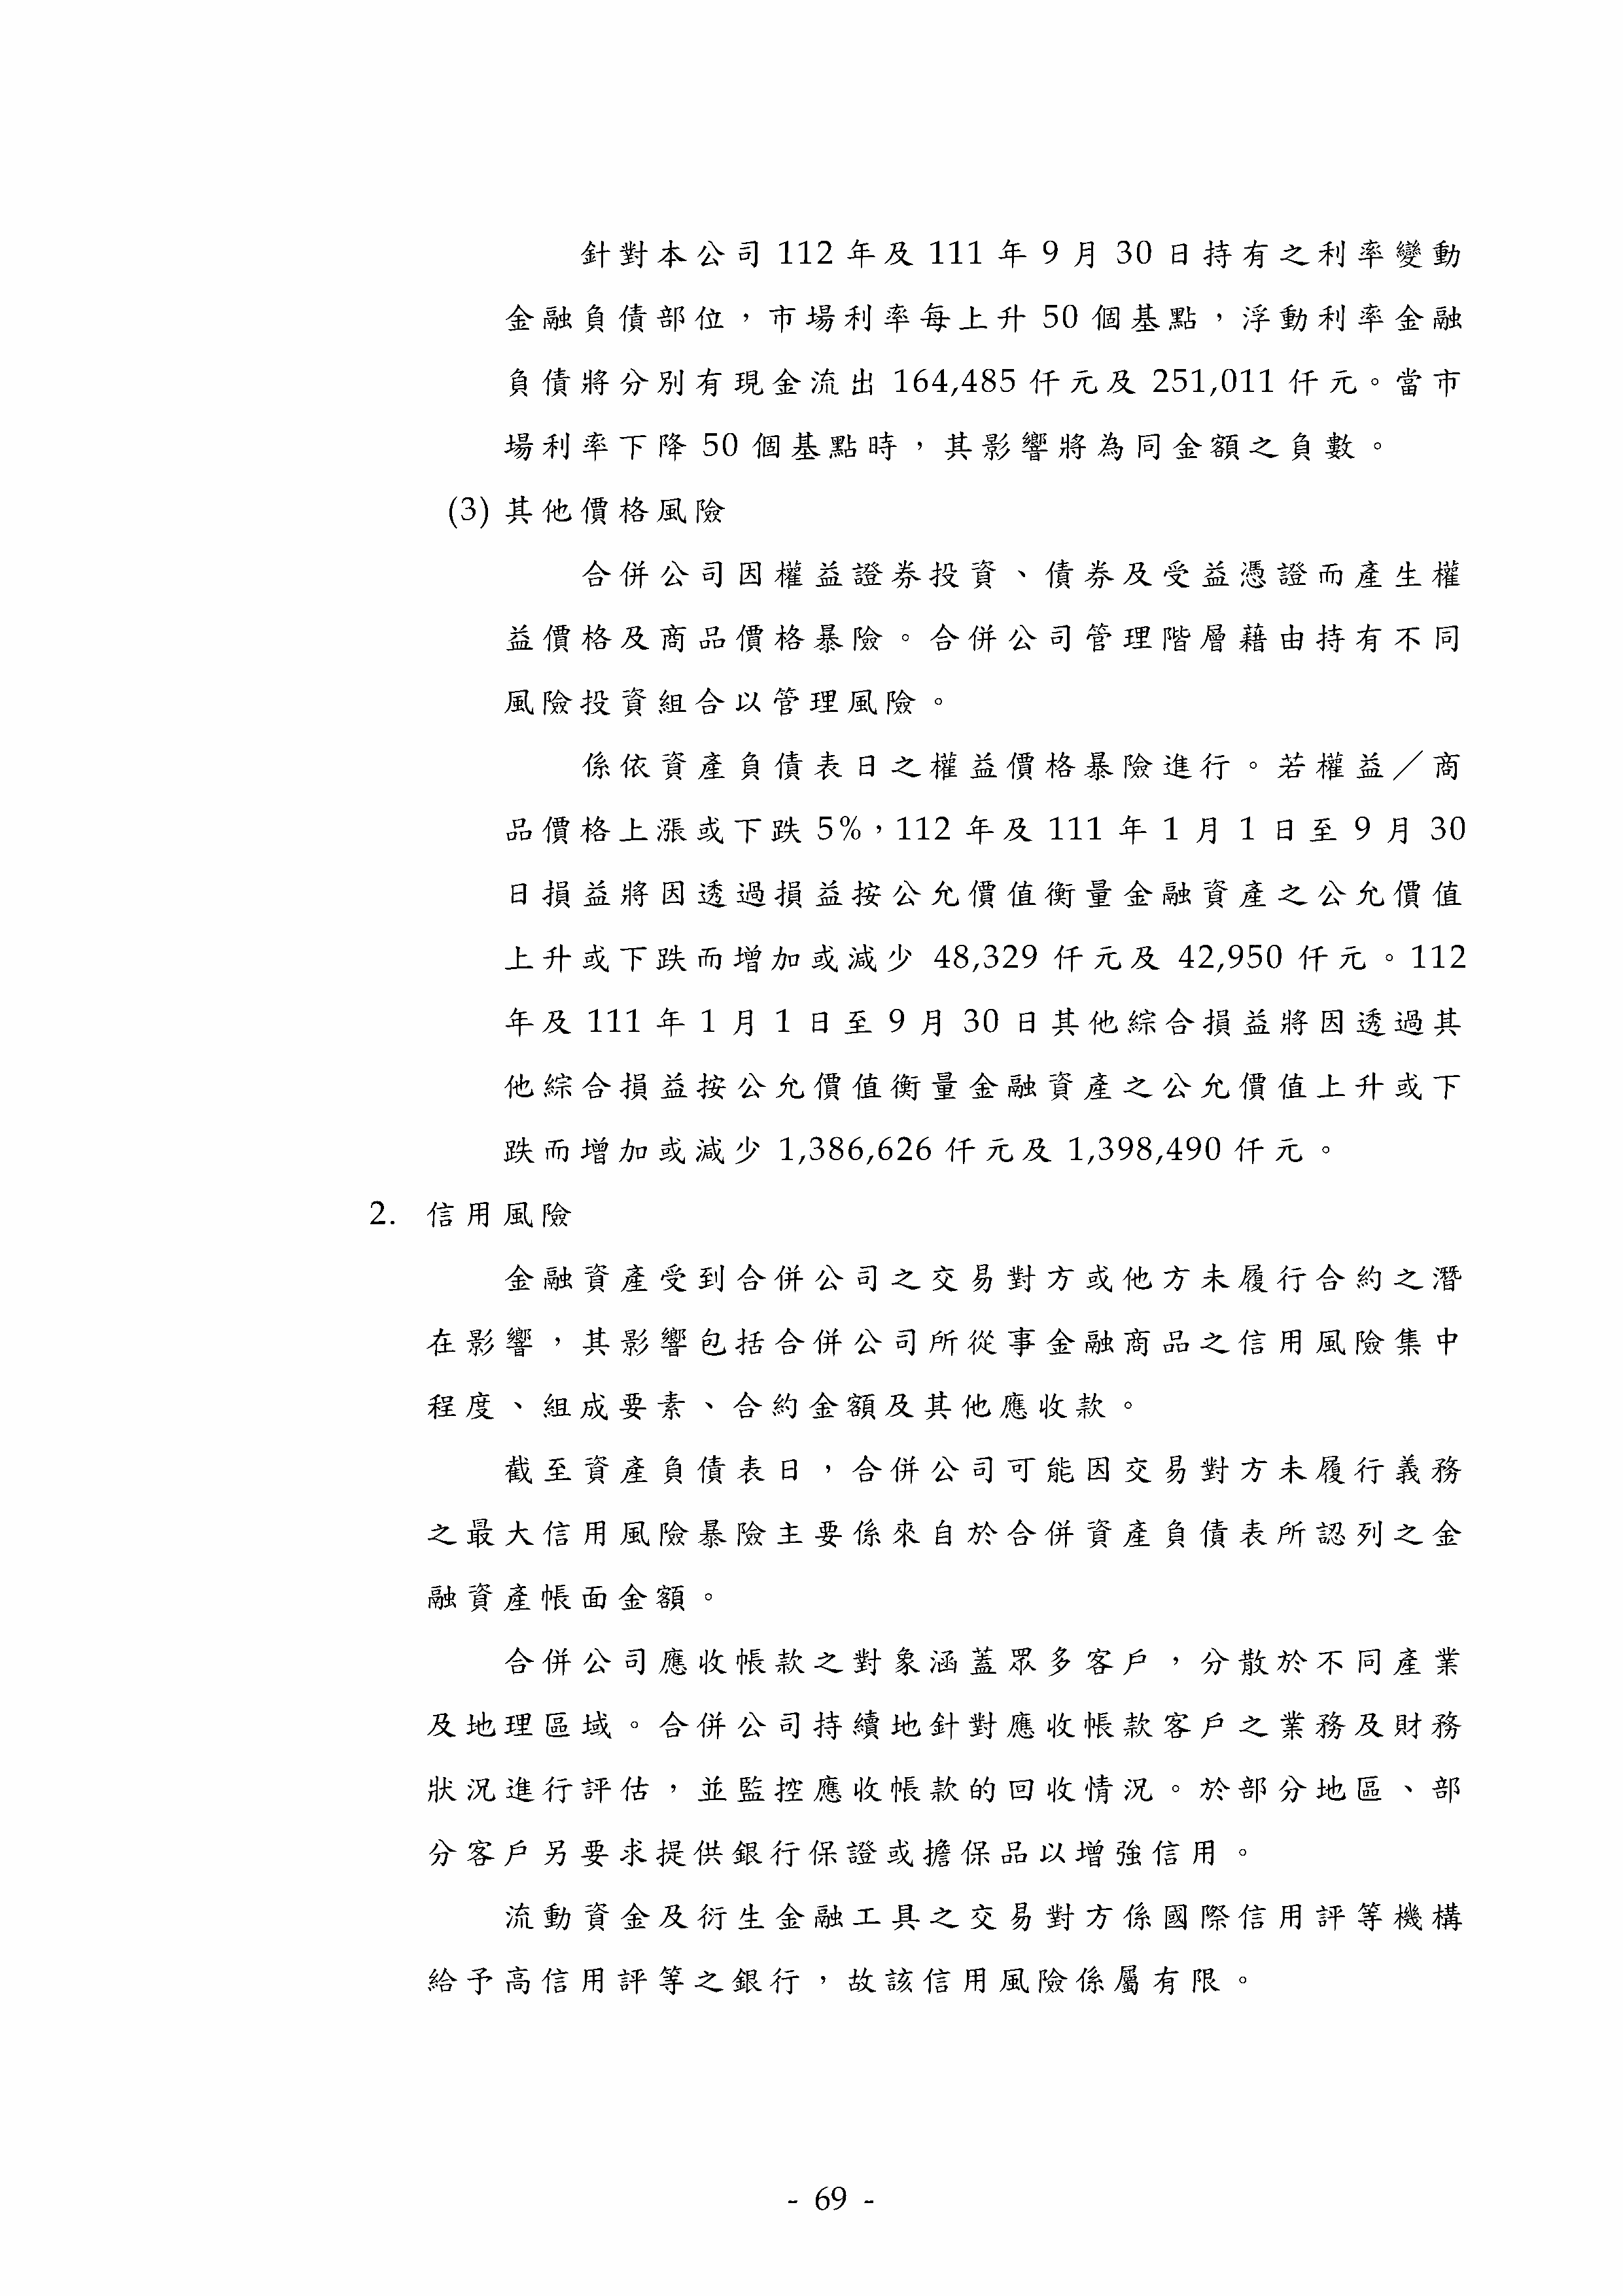 針對本公司 112 年及 111 年 9 月 30 日持有之利率變動
金融負債部位，市場利率每上升 50 個基點，浮動利率金融
負債將分別有現金流出 164,485 仟元及 251,011 仟元。當市
場利率下降 50 個基點時，其影響將為同金額之負數。
(3) 其他價格風險
合併公司因權益證券投資、債券及受益憑證而產生權
益價格及商品價格暴險。合併公司管理階層藉由持有不同
風險投資組合以管理風險。
係依資產負債表日之權益價格暴險進行。若權益／商
品價格上漲或下跌 5%，112 年及 111 年 1 月 1 日至 9 月 30
日損益將因透過損益按公允價值衡量金融資產之公允價值
上升或下跌而增加或減少 48,329 仟元及 42,950 仟元。112
年及 111 年 1 月 1 日至 9 月 30 日其他綜合損益將因透過其
他綜合損益按公允價值衡量金融資產之公允價值上升或下
跌而增加或減少 1,386,626 仟元及 1,398,490 仟元。
2. 信用風險
金融資產受到合併公司之交易對方或他方未履行合約之潛
在影響，其影響包括合併公司所從事金融商品之信用風險集中
程度、組成要素、合約金額及其他應收款。
截至資產負債表日，合併公司可能因交易對方未履行義務
之最大信用風險暴險主要係來自於合併資產負債表所認列之金
融資產帳面金額。
合併公司應收帳款之對象涵蓋眾多客戶，分散於不同產業
及地理區域。合併公司持續地針對應收帳款客戶之業務及財務
狀況進行評估，並監控應收帳款的回收情況。於部分地區、部
分客戶另要求提供銀行保證或擔保品以增強信用。
流動資金及衍生金融工具之交易對方係國際信用評等機構
給予高信用評等之銀行，故該信用風險係屬有限。
- 69 -